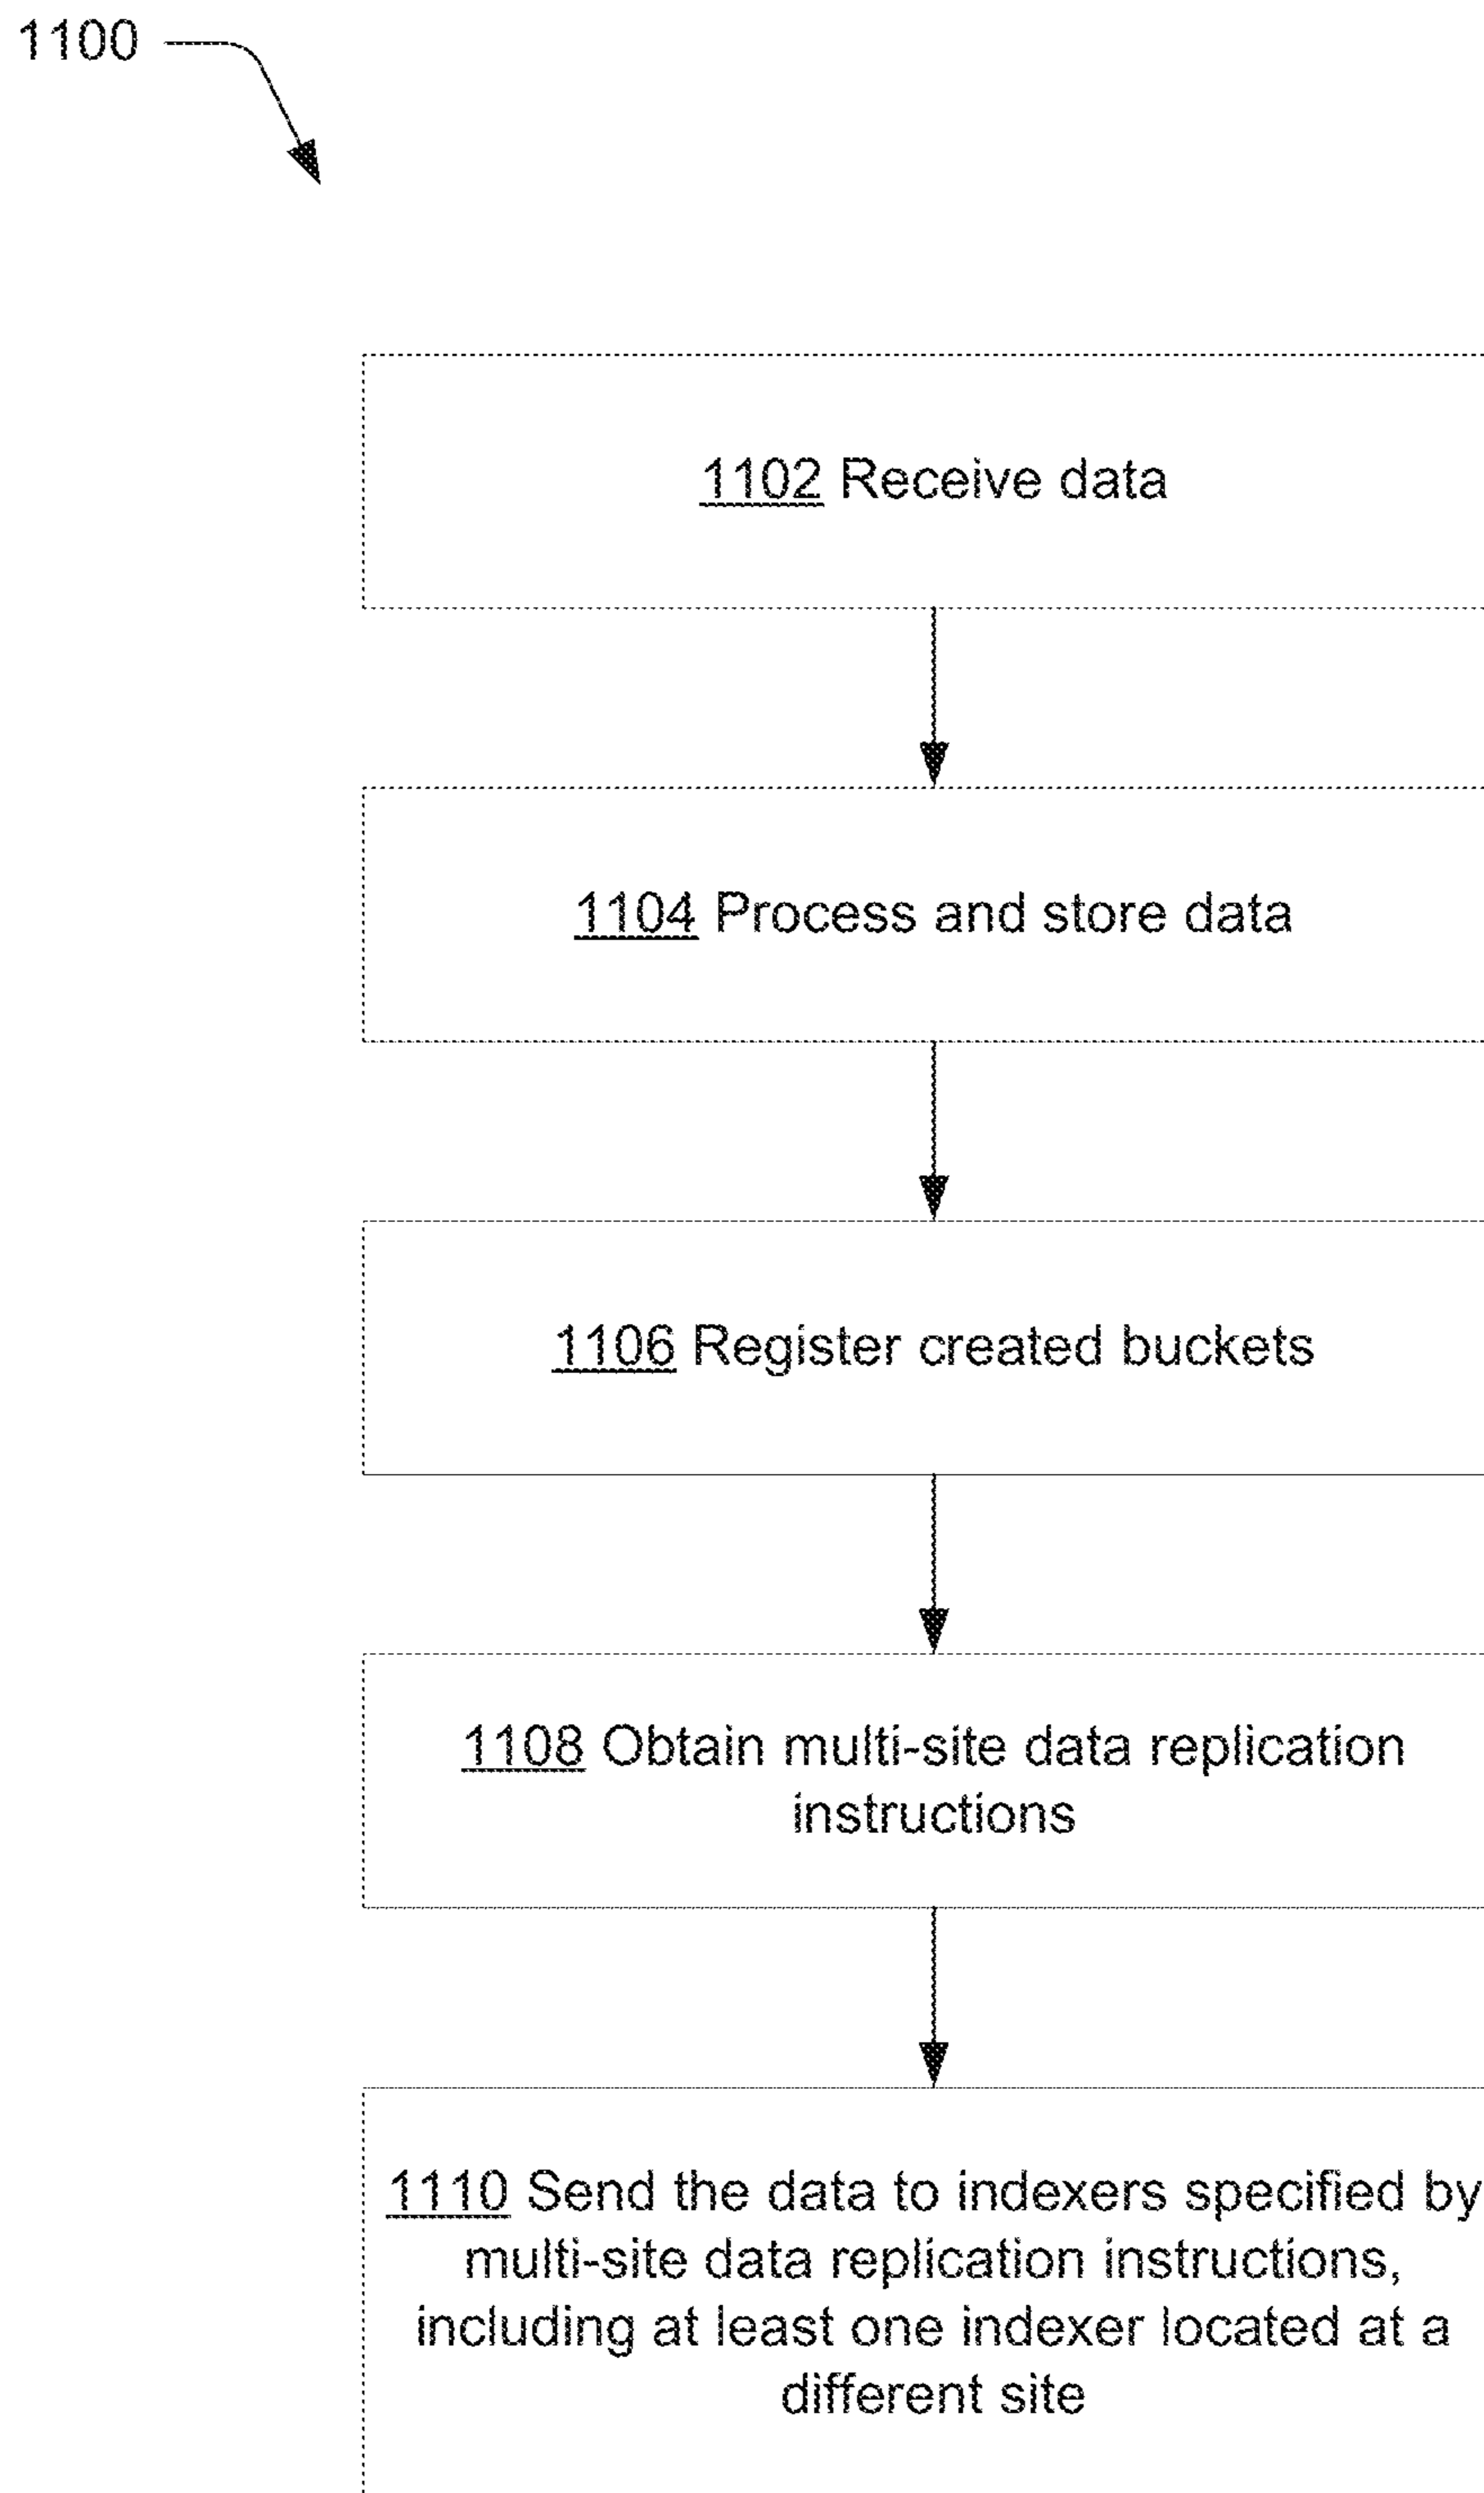 1100
1102 Receive data
1104 Process and store data
1106 Register created buckets
1108 Obtain multi-site data replication
instructions
1110 Send the data to indexers specified by
multi-site data replication instructions,
including at least one indexer located at a
different site